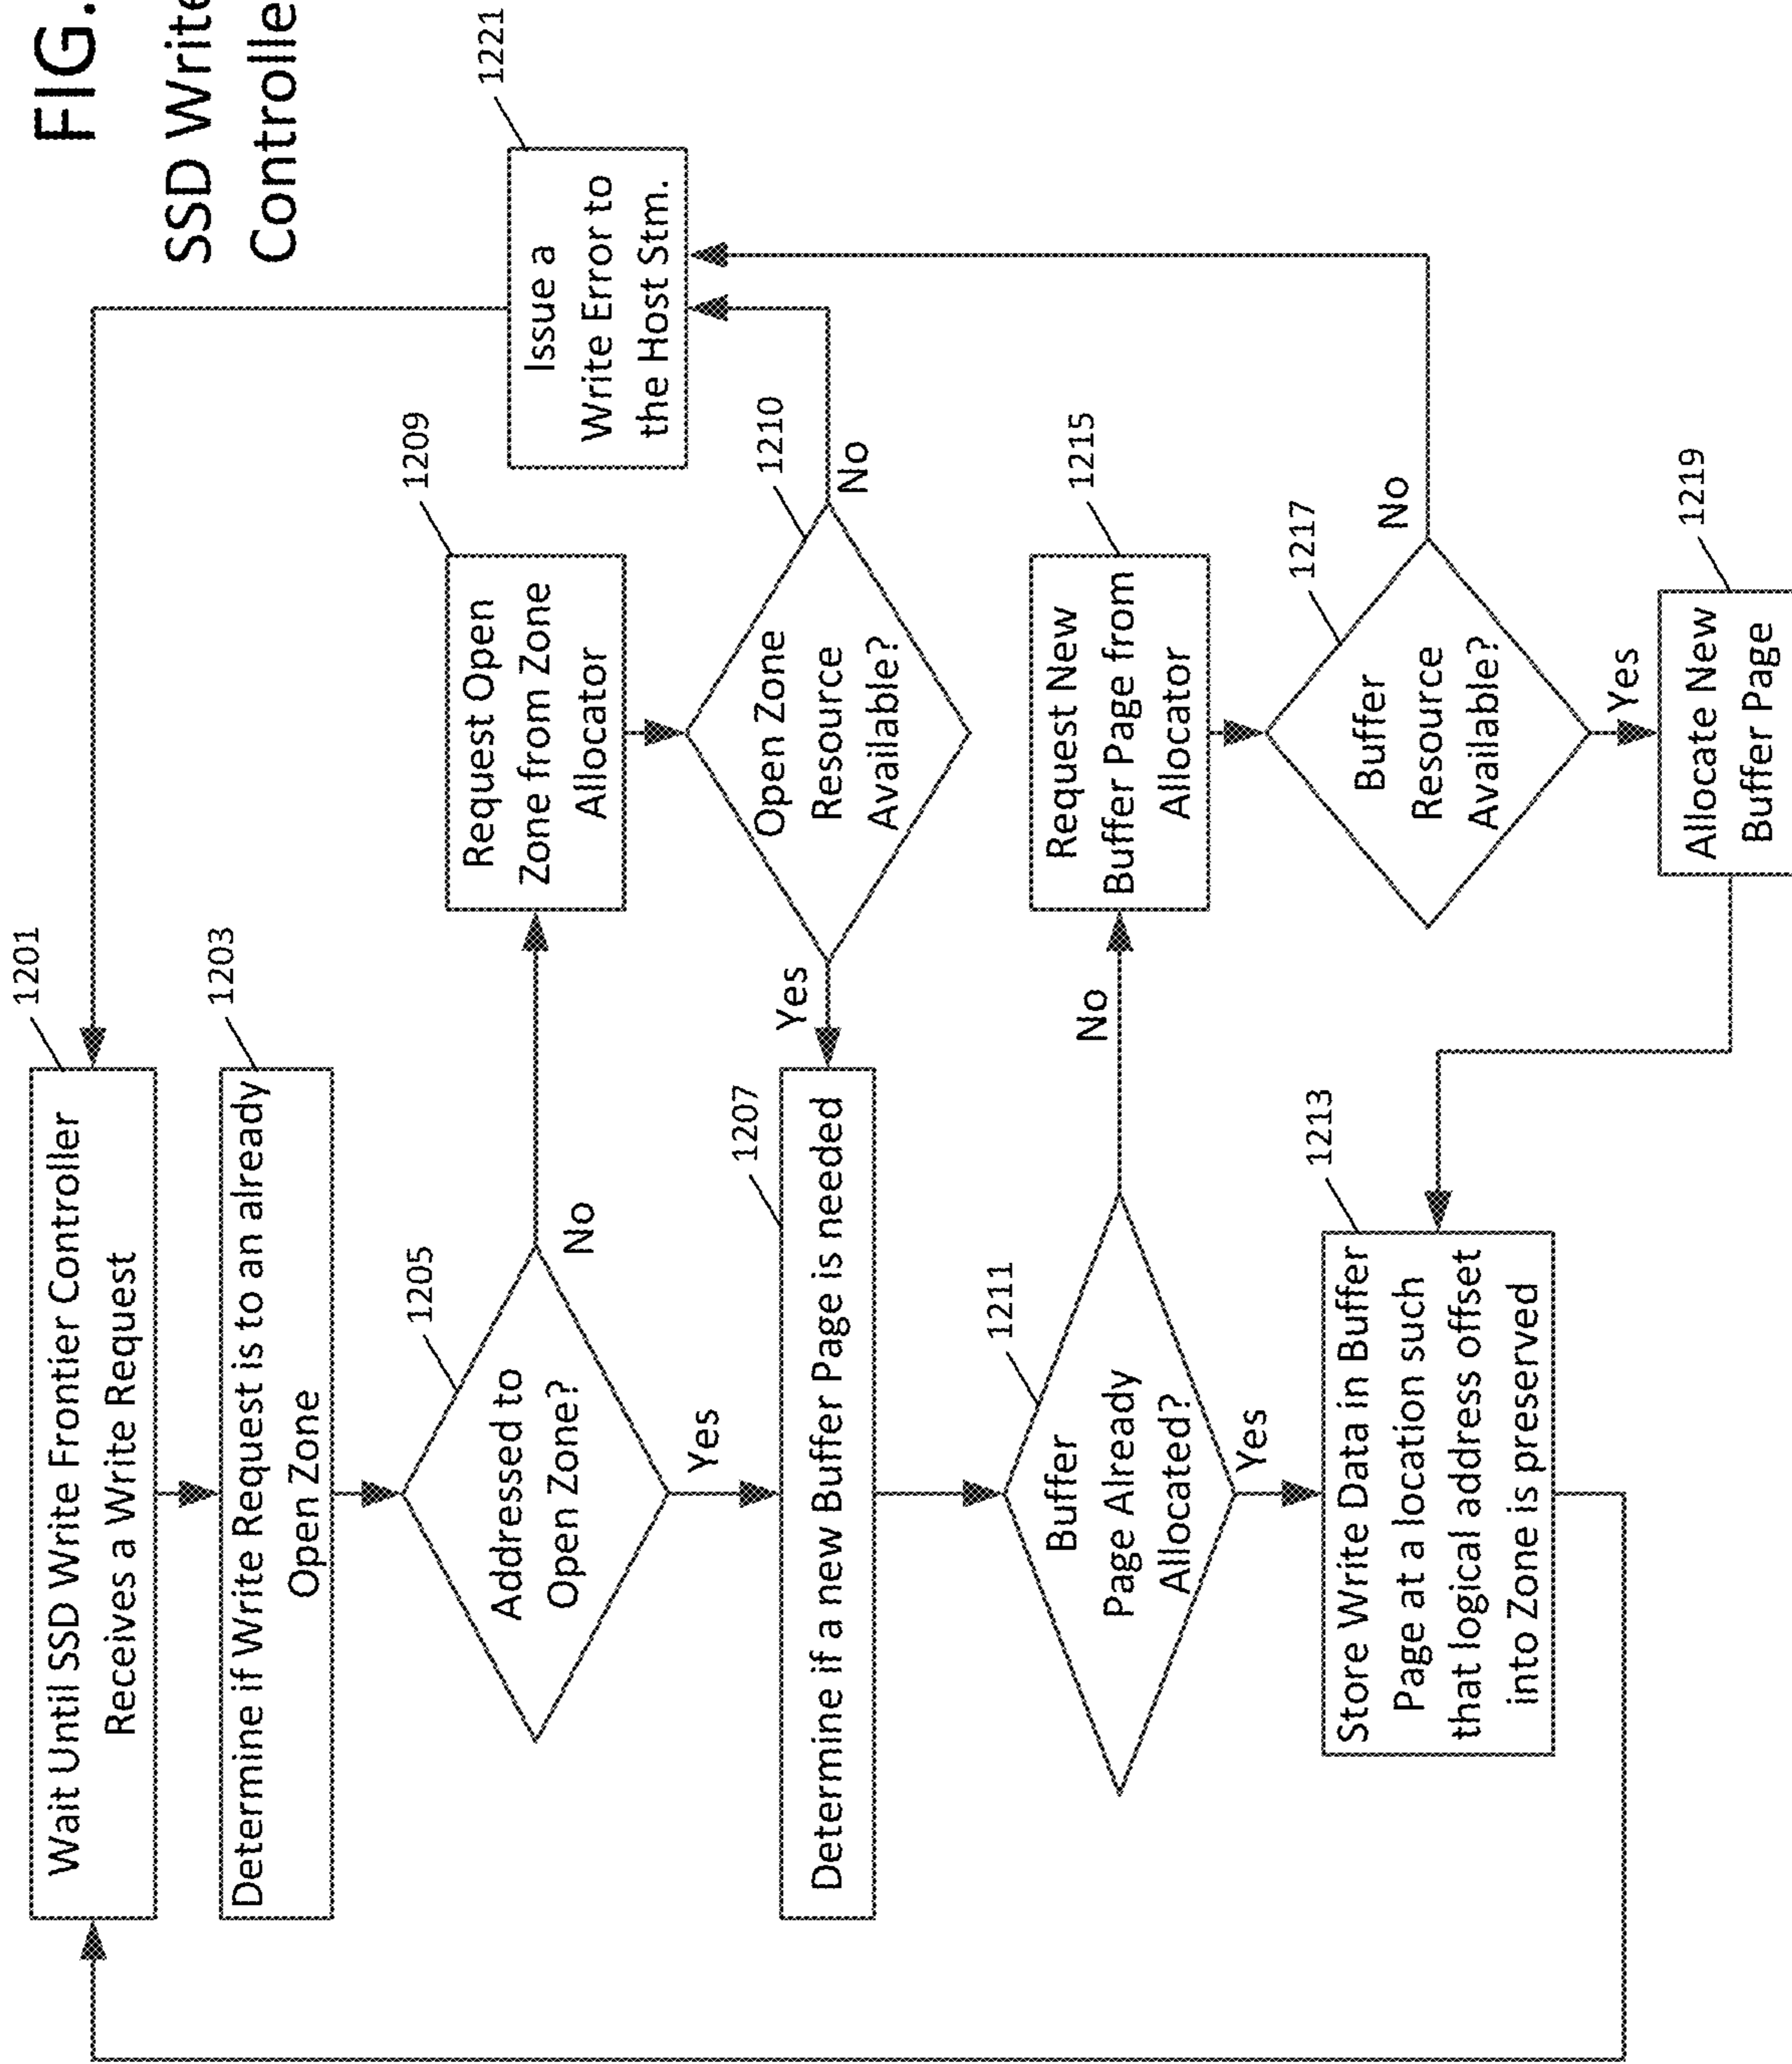 FIG.
SSD Write
Controlle
1201
Wait Until SSD Write Frontier Controller
Receives a Write Request
1203
Determine if Write Request is to an already
Open Zone
1205
Addressed to
Open Zone?
No
Yes
1209
Request Open
Zone from Zone
Allocator
1210
Open Zone
Resource
Available?
Yes
No
1221
Issue a
Write Error to
the Host Stm.
1207
Determine if a new Buffer Page is needed
1211
Buffer
Page Already
Allocated?
No
Yes
1215
Request New
Buffer Page from
Allocator
1217
Buffer
Resource
Available?
No
Yes
1213
Store Write Data in Buffer
Page at a location such
that logical address offset
into Zone is preserved
1219
Allocate New
Buffer Page